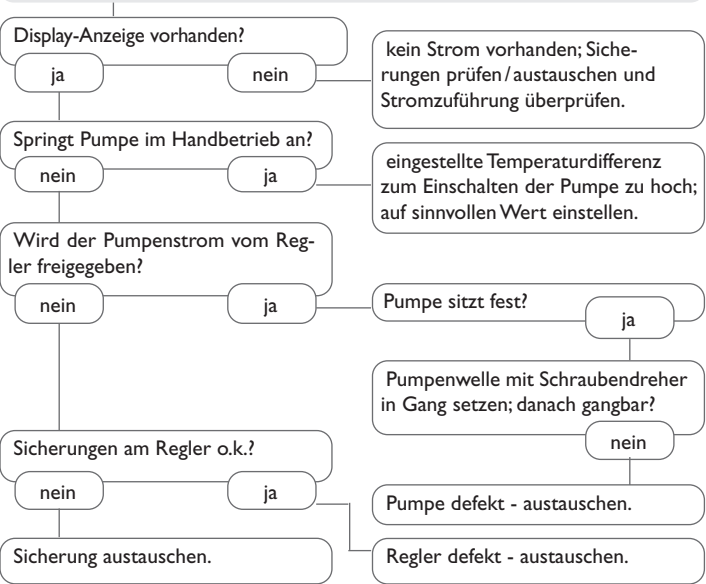 Display-Anzeige vorhanden?
ja
nein
kein Strom vorhanden; Siche-
rungen prüfen/austauschen und
Stromzuführung überprüfen.
Springt Pumpe im Handbetrieb an?
nein
ja
eingestellte Temperaturdifferenz
zum Einschalten der Pumpe zu hoch;
auf sinnvollen Wert einstellen.
Wird der Pumpenstrom vom Reg-
ler freigegeben?
nein
ja
Pumpe sitzt fest?
ja
Pumpenwelle mit Schraubendreher
in Gang setzen; danach gangbar?
nein
Pumpe defekt - austauschen.
Sicherungen am Regler o.k.?
nein
ja
Sicherung austauschen.
Regler defekt - austauschen.